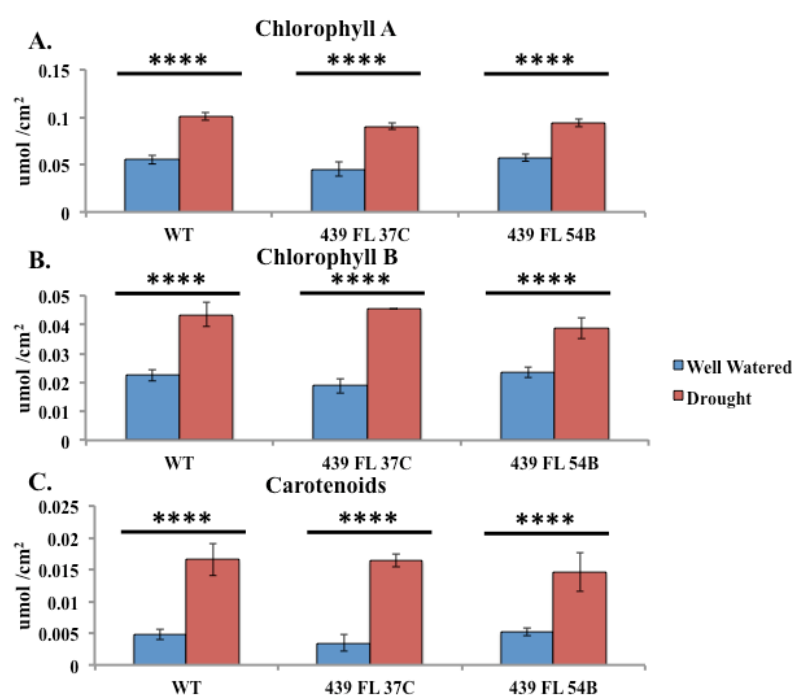 Chlorophyll A
A.
**** **** ****
0.15
0.1
0.05
0
umol /cm²
WT 439 FL 37C 439 FL 54B
Chlorophyll B
B.
**** **** ****
0.05
0.04
0.03
0.02
0.01
0
umol /cm²
WT 439 FL 37C 439 FL 54B
Well Watered
Drought
Carotenoids
C.
**** **** ****
0.025
0.02
0.015
0.01
0.005
0
umol /cm²
WT 439 FL 37C 439 FL 54B